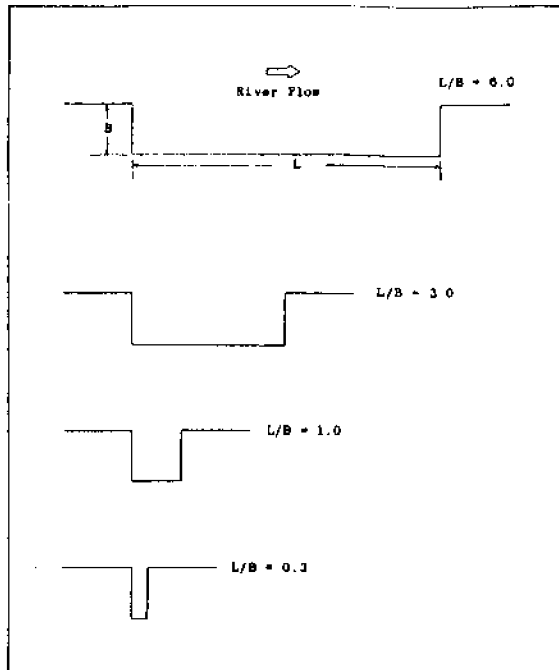 River Flow
L/B = 6.0
B
L
L/B = 3.0
L/B = 1.0
L/B = 0.3